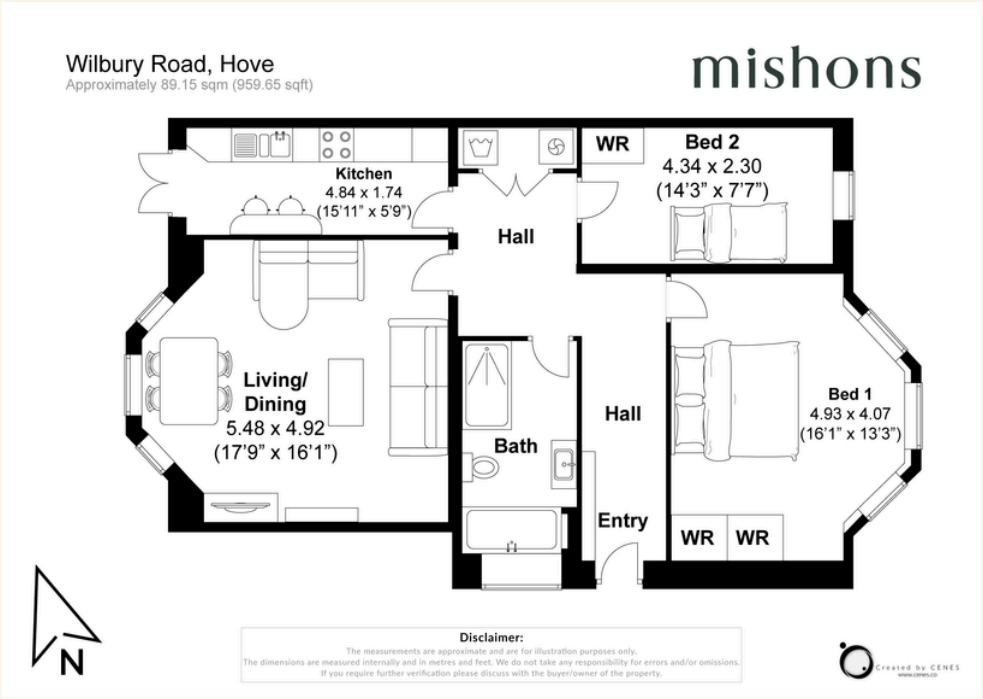 Wilbury Road, Hove
Approximately 89.15 sqm (959.65 sqft)
mishons
Kitchen
4.84 x 1.74
(15'11" x 5'9")
WR
Bed 2
4.34 x 2.30
(14'3" x 7'7")
Hall
Living/
Dining
5.48 x 4.92
(17'9" x 16'1")
Bath
Hall
Entry
Bed 1
4.93 x 4.07
(16'1" x 13'3")
WR
WR
N
Disclaimer:
The measurements are approximate and are for illustration purposes only.
The dimensions are measured internally and in metres and feet. We do not take any responsibility for errors and/or omissions.
If you require further verification please discuss with the buyer/owner of the property.
Created by CENES
www.cenes.co